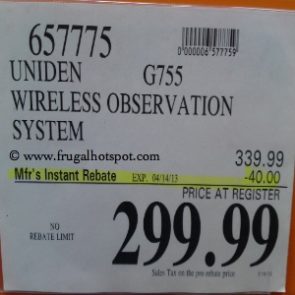 657775
0000006577759
UNIDEN G755
WIRELESS OBSERVATION
SYSTEM
© www.frugalhotspot.com
339.99
Mfr's Instant Rebate EXP. 04/14/13 -40.00
PRICE AT REGISTER
NO
REBATE LIMIT
299.99
Sales Tax on the pre-rebate price